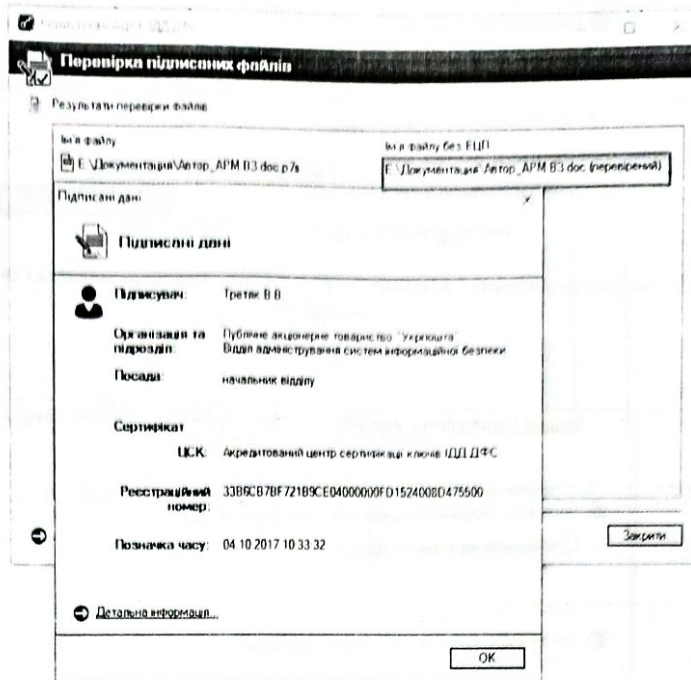 Перевірка підписаних файлів
Результати перевірки файлів
Ім'я файлу
Ім'я файлу без ЕЦП
E:\Документация\Автор_АРМ ВЗ.doc.p7s
E:\Документация\Автор_АРМ ВЗ.doc (перевірений)
Підписані дані
Підписані дані
Підписувач: Третяк В.В.
Організація та підрозділ: Публічне акціонерне товариство "Укрпошта"
Відділ адміністрування систем інформаційної безпеки
Посада: начальник відділу
Сертифікат
ЦСК: Акредитований центр сертифікації ключів ІДД ДФС
Реєстраційний номер: 33B6CB7BF721B9CE04000000FD1524008D475500
Позначка часу: 04.10.2017 10:33:32
Закрити
Детальна інформація...
OK